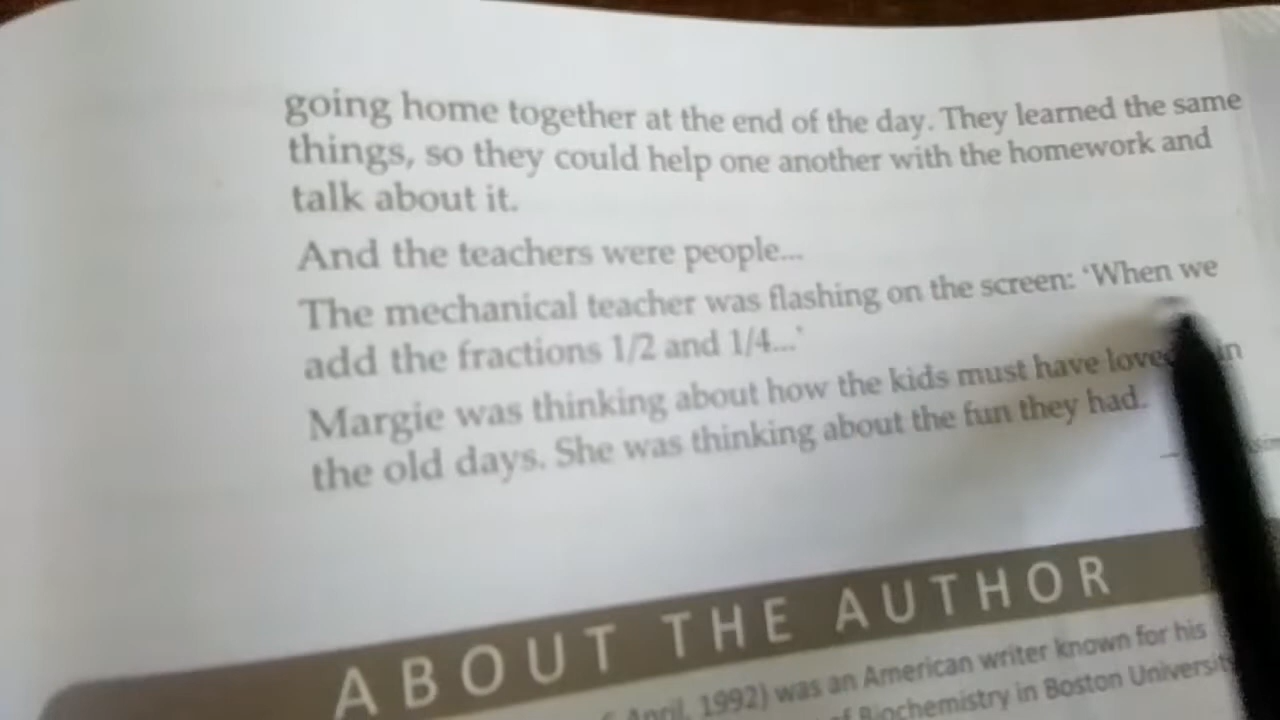 going home together at the end of the day. They learned the same
things, so they could help one another with the homework and
talk about it.
And the teachers were people...
The mechanical teacher was flashing on the screen: ‘When we
add the fractions 1/2 and 1/4...’
Margie was thinking about how the kids must have loved in
the old days. She was thinking about the fun they had.
ABOUT THE AUTHOR
April, 1992) was an American writer known for his
of Biochemistry in Boston